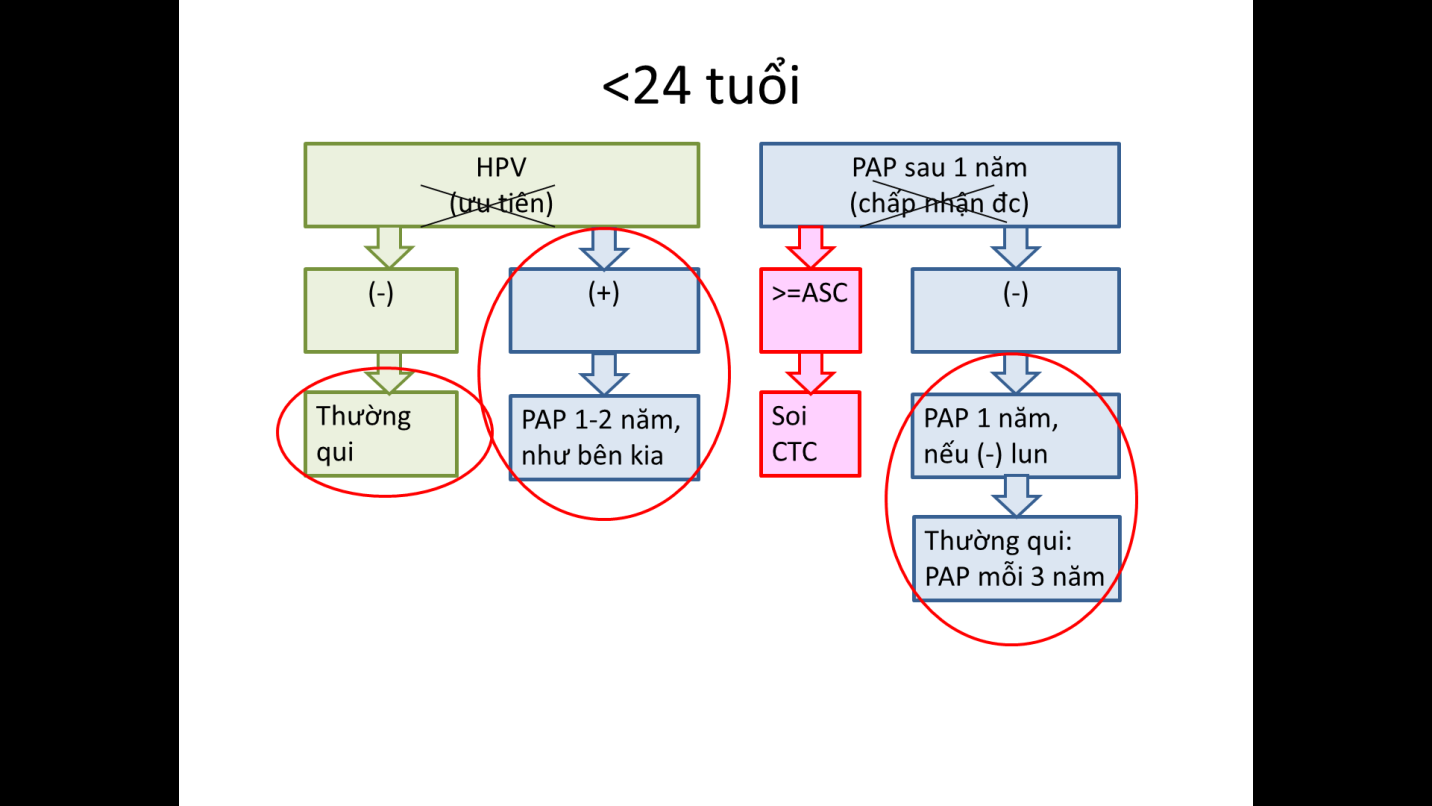 <24 tuổi
HPV
(ưu tiên)
(-)
Thường
qui
(+)
PAP 1-2 năm,
như bên kia
PAP sau 1 năm
(chấp nhận đc)
>=ASC
Soi
CTC
(-)
PAP 1 năm,
nếu (-) lun
Thường qui:
PAP mỗi 3 năm